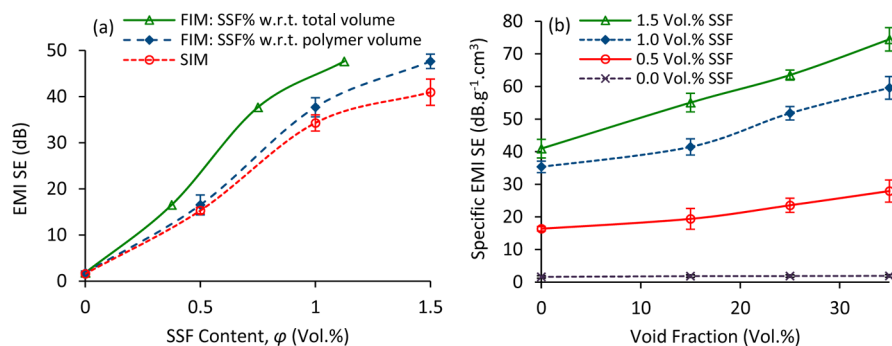 (a)
FIM: SSF% w.r.t. total volume
FIM: SSF% w.r.t. polymer volume
SIM
50
40
30
20
10
0
EMI SE (dB)
0
0.5
1
1.5
SSF Content, φ (Vol.%)
(b)
1.5 Vol.% SSF
1.0 Vol.% SSF
0.5 Vol.% SSF
0.0 Vol.% SSF
80
70
60
50
40
30
20
10
0
Specific EMI SE (dB.g⁻¹.cm³)
0
10
20
30
Void Fraction (Vol.%)